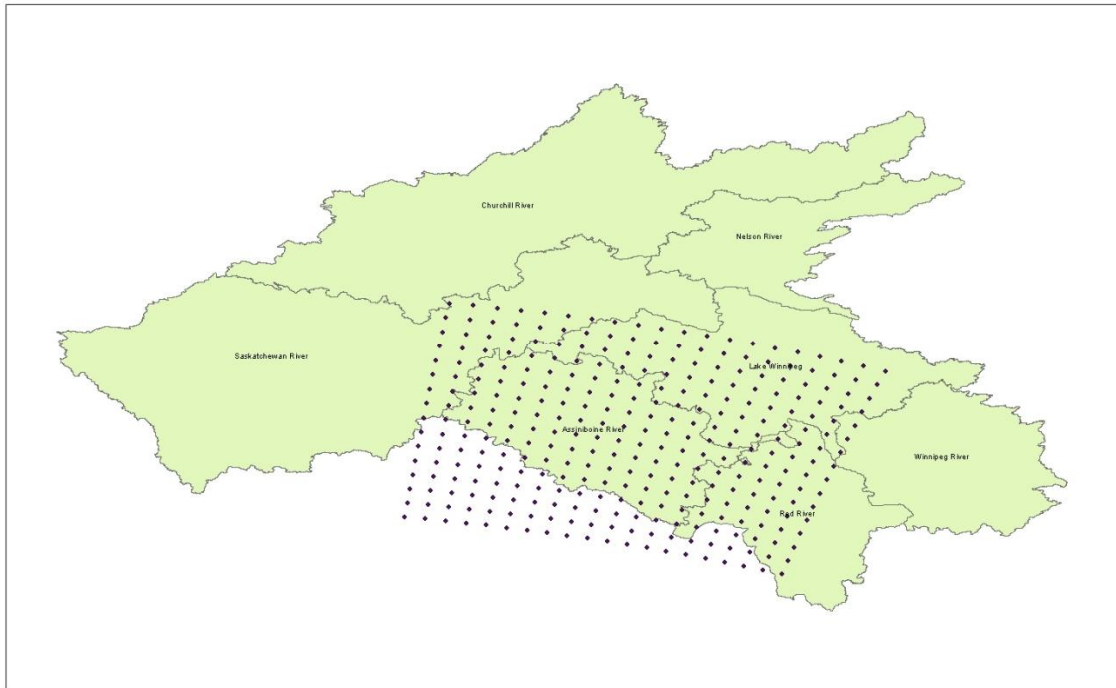 Churchill River
Nelson River
Saskatchewan River
Lake Winnipeg
Assiniboine River
Winnipeg River
Red River